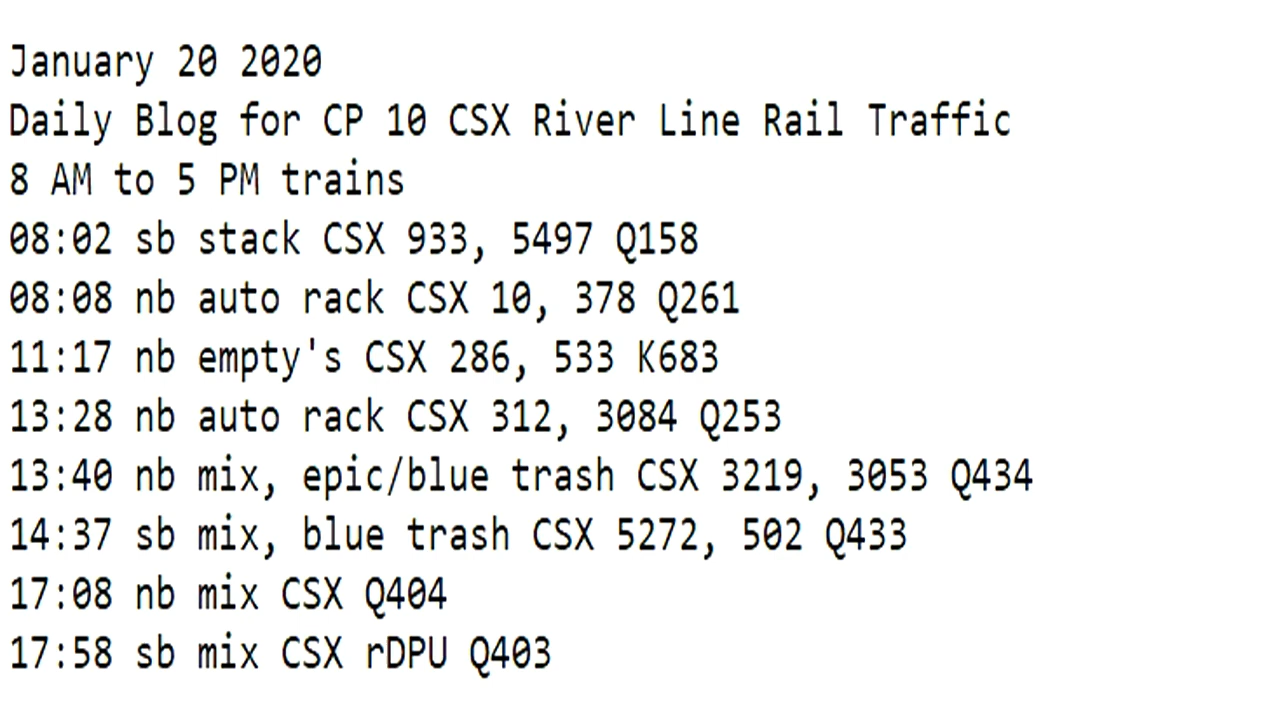 January 20 2020
Daily Blog for CP 10 CSX River Line Rail Traffic
8 AM to 5 PM trains
08:02 sb stack CSX 933, 5497 Q158
08:08 nb auto rack CSX 10, 378 Q261
11:17 nb empty's CSX 286, 533 K683
13:28 nb auto rack CSX 312, 3084 Q253
13:40 nb mix, epic/blue trash CSX 3219, 3053 Q434
14:37 sb mix, blue trash CSX 5272, 502 Q433
17:08 nb mix CSX Q404
17:58 sb mix CSX rDPU Q403